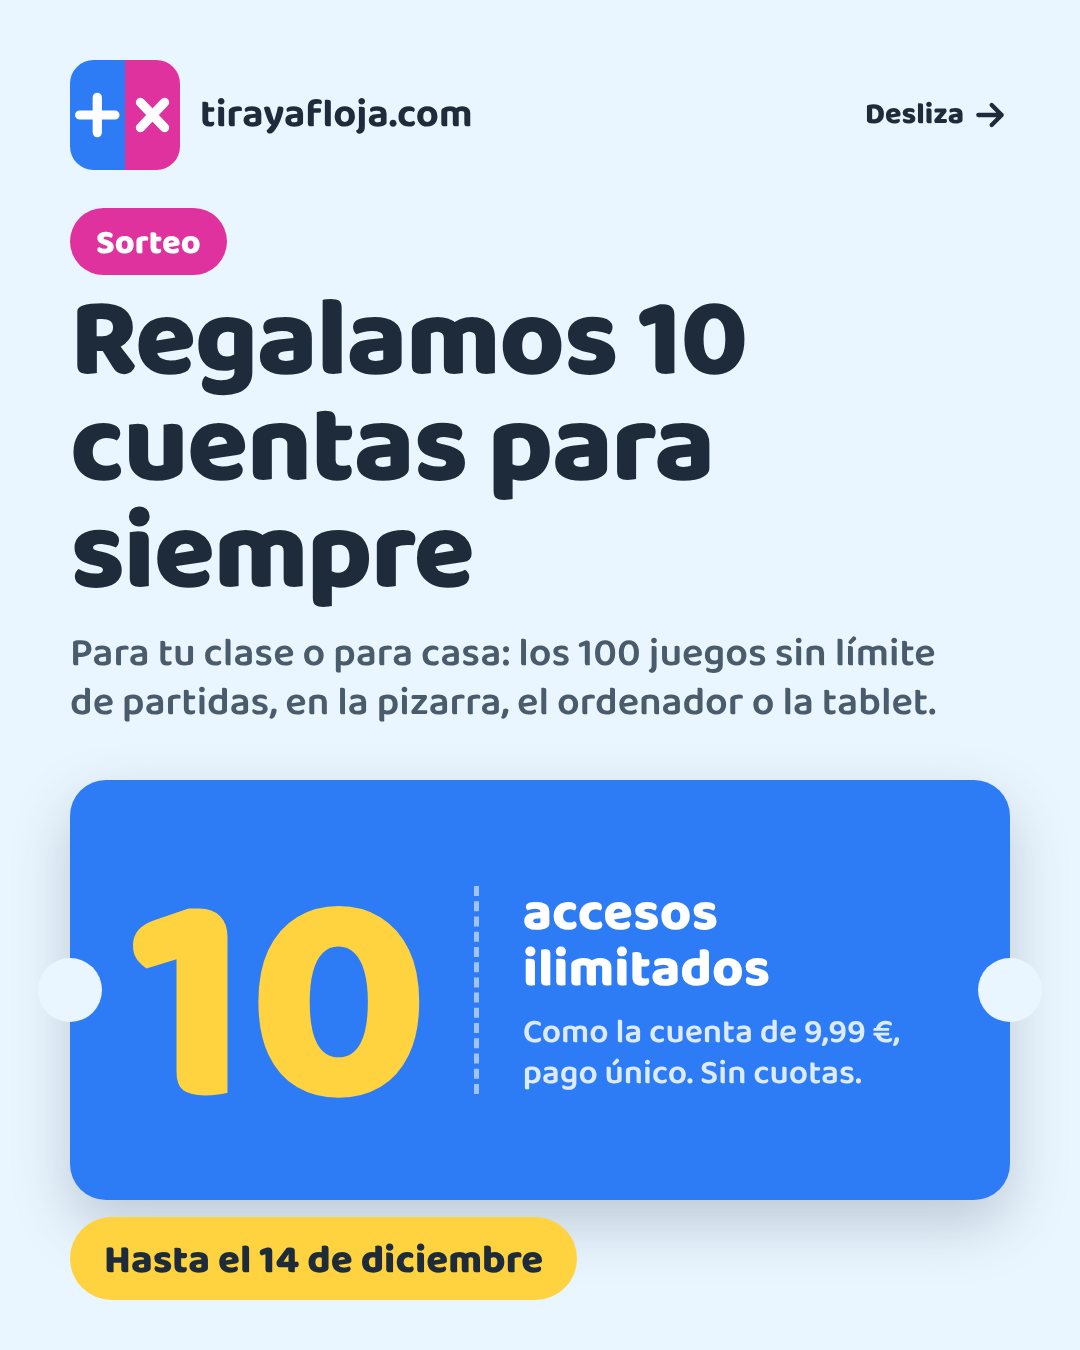 tirayafloja.com
Desliza →
Sorteo
Regalamos 10
cuentas para
siempre
Para tu clase o para casa: los 100 juegos sin límite
de partidas, en la pizarra, el ordenador o la tablet.
10
accesos
ilimitados
Como la cuenta de 9,99 €,
pago único. Sin cuotas.
Hasta el 14 de diciembre